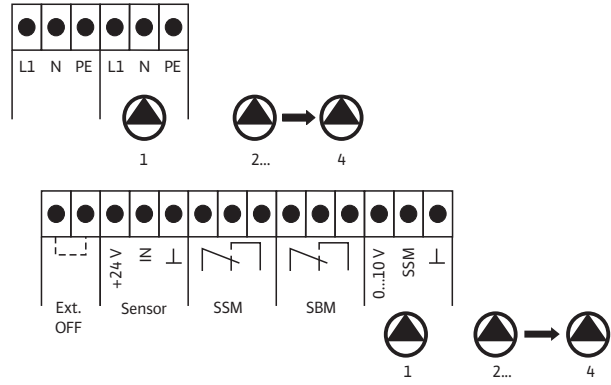 L1 N PE L1 N PE
1 2... 4
+24 V IN 0...10 V SSM
Ext. OFF Sensor SSM SBM
1 2... 4